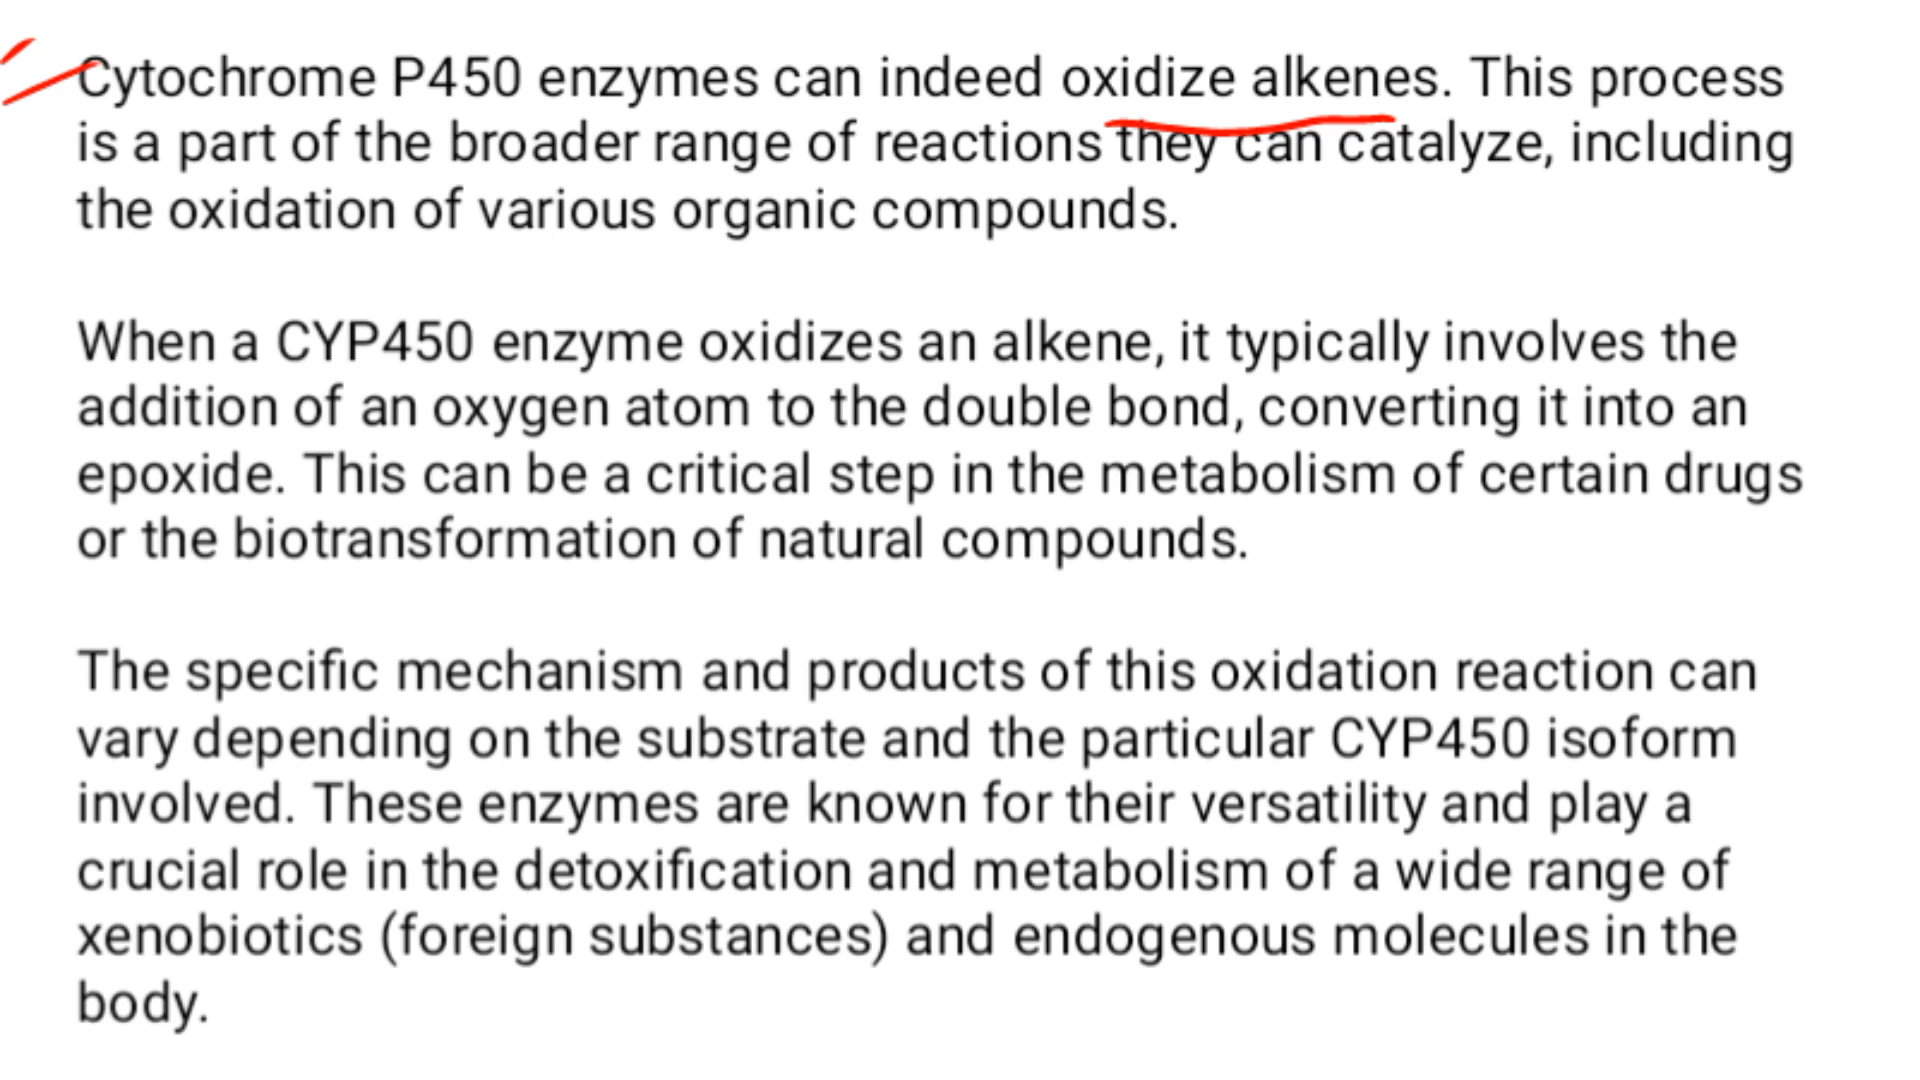 Cytochrome P450 enzymes can indeed oxidize alkenes. This process
is a part of the broader range of reactions they can catalyze, including
the oxidation of various organic compounds.
When a CYP450 enzyme oxidizes an alkene, it typically involves the
addition of an oxygen atom to the double bond, converting it into an
epoxide. This can be a critical step in the metabolism of certain drugs
or the biotransformation of natural compounds.
The specific mechanism and products of this oxidation reaction can
vary depending on the substrate and the particular CYP450 isoform
involved. These enzymes are known for their versatility and play a
crucial role in the detoxification and metabolism of a wide range of
xenobiotics (foreign substances) and endogenous molecules in the
body.